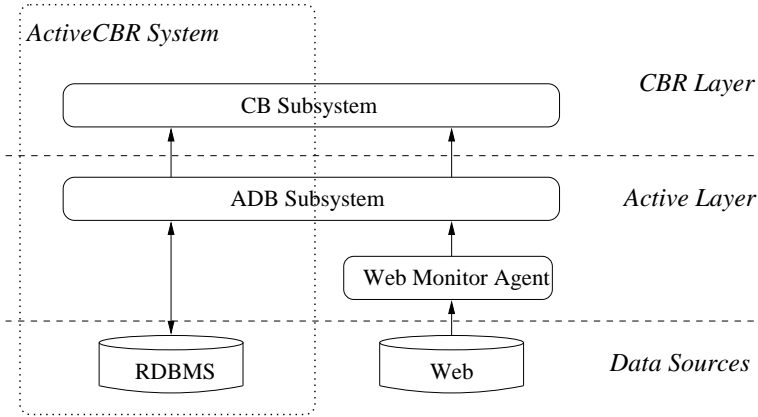 ActiveCBR System
CBR Layer
CB Subsystem
ADB Subsystem
Active Layer
Web Monitor Agent
RDBMS
Web
Data Sources